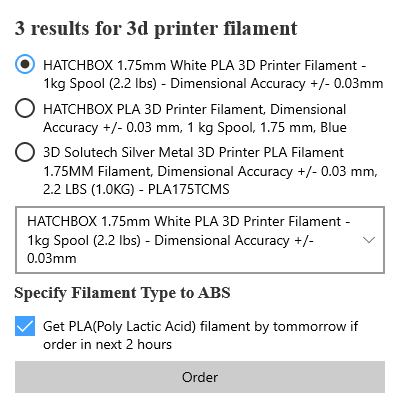 3 results for 3d printer filament
HATCHBOX 1.75mm White PLA 3D Printer Filament -
1kg Spool (2.2 lbs) - Dimensional Accuracy +/- 0.03mm
HATCHBOX PLA 3D Printer Filament, Dimensional
Accuracy +/- 0.03 mm, 1 kg Spool, 1.75 mm, Blue
3D Solutech Silver Metal 3D Printer PLA Filament
1.75MM Filament, Dimensional Accuracy +/- 0.03 mm,
2.2 LBS (1.0KG) - PLA175TCMS
HATCHBOX 1.75mm White PLA 3D Printer Filament -
1kg Spool (2.2 lbs) - Dimensional Accuracy +/-
0.03mm
Specify Filament Type to ABS
Get PLA(Poly Lactic Acid) filament by tommorrow if
order in next 2 hours
Order